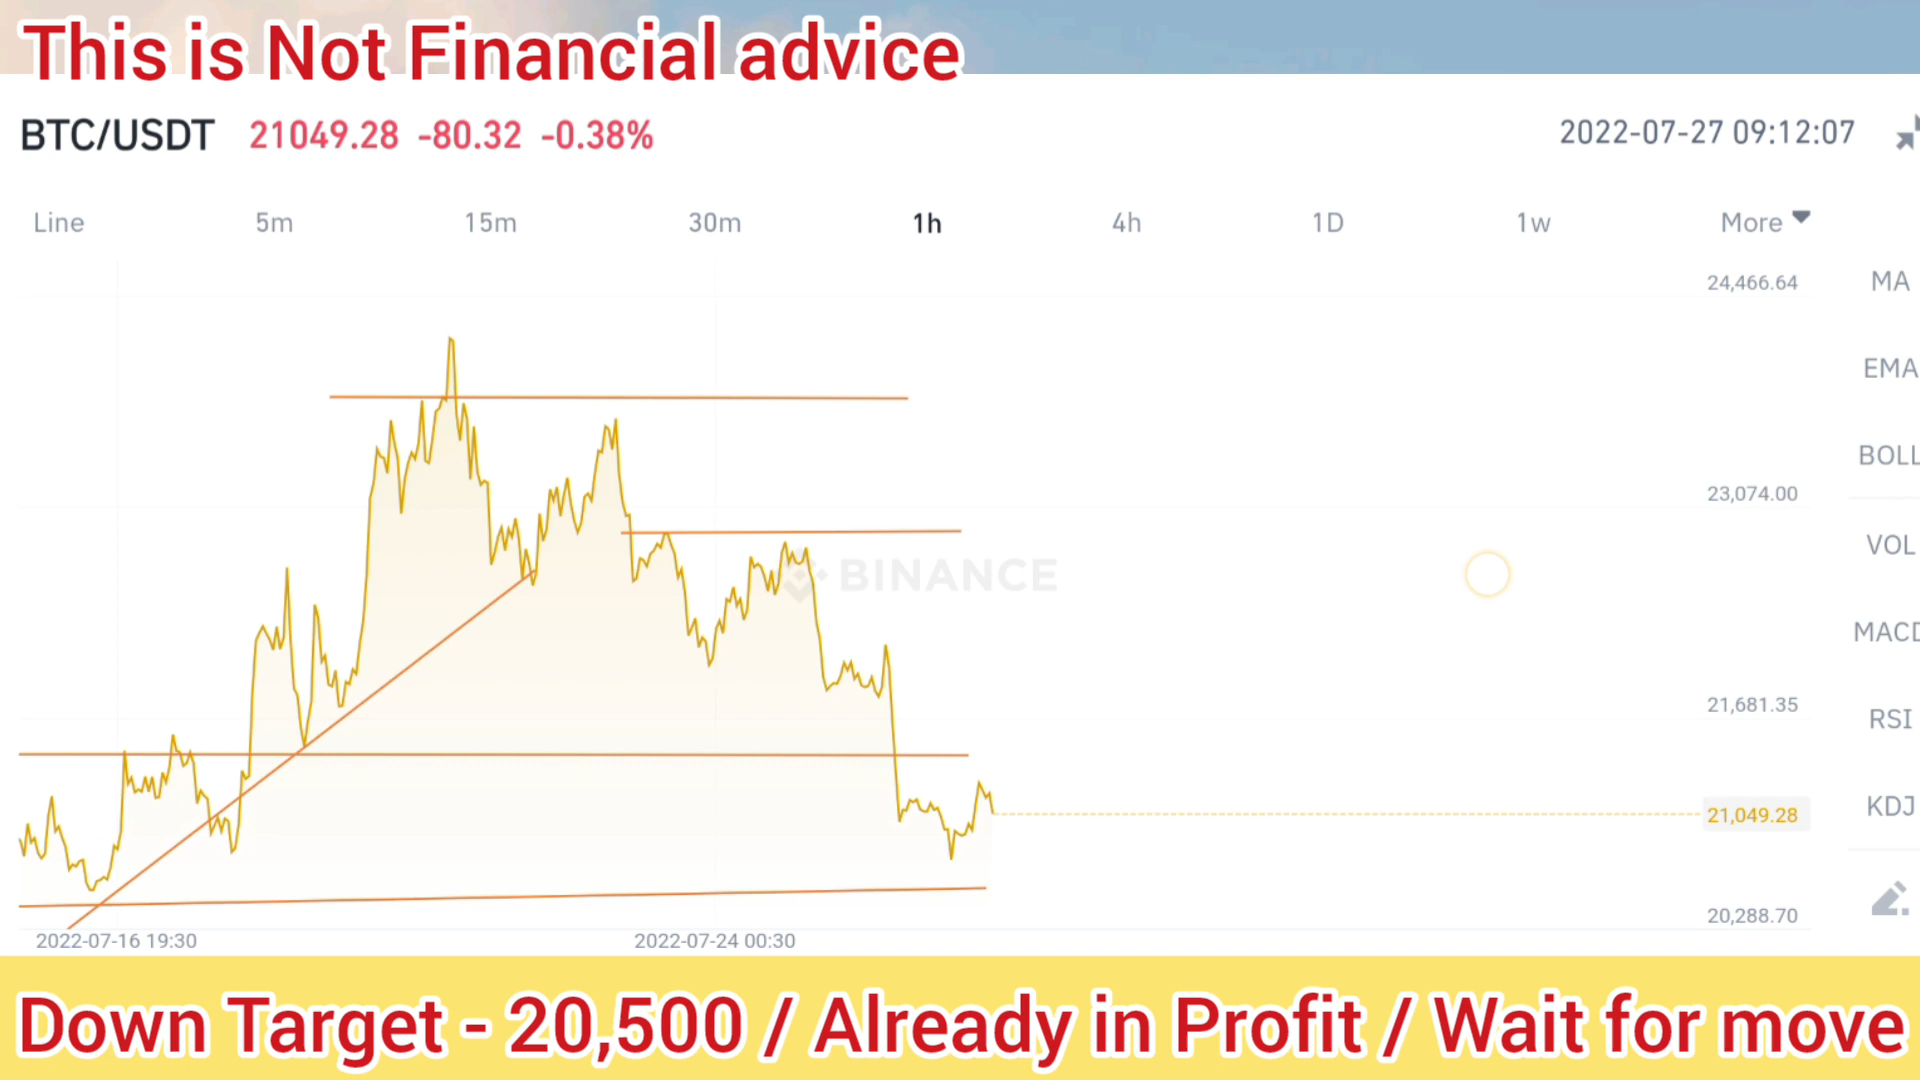 This is Not Financial advice
BTC/USDT 21049.28 -80.32 -0.38% 2022-07-27 09:12:07
Line 5m 15m 30m 1h 4h 1D 1w More
24,466.64 MA
EMA
BOLL
23,074.00
VOL
BINANCE
MACD
21,681.35
RSI
21,049.28 KDJ
20,288.70
2022-07-16 19:30 2022-07-24 00:30
Down Target - 20,500 / Already in Profit / Wait for move